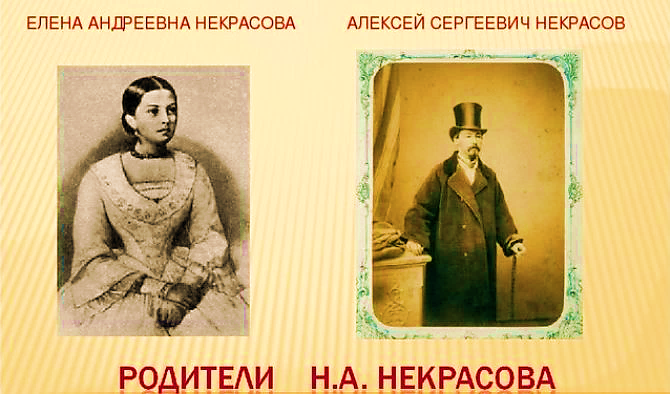 ЕЛЕНА АНДРЕЕВНА НЕКРАСОВА
АЛЕКСЕЙ СЕРГЕЕВИЧ НЕКРАСОВ
РОДИТЕЛИ Н.А. НЕКРАСОВА